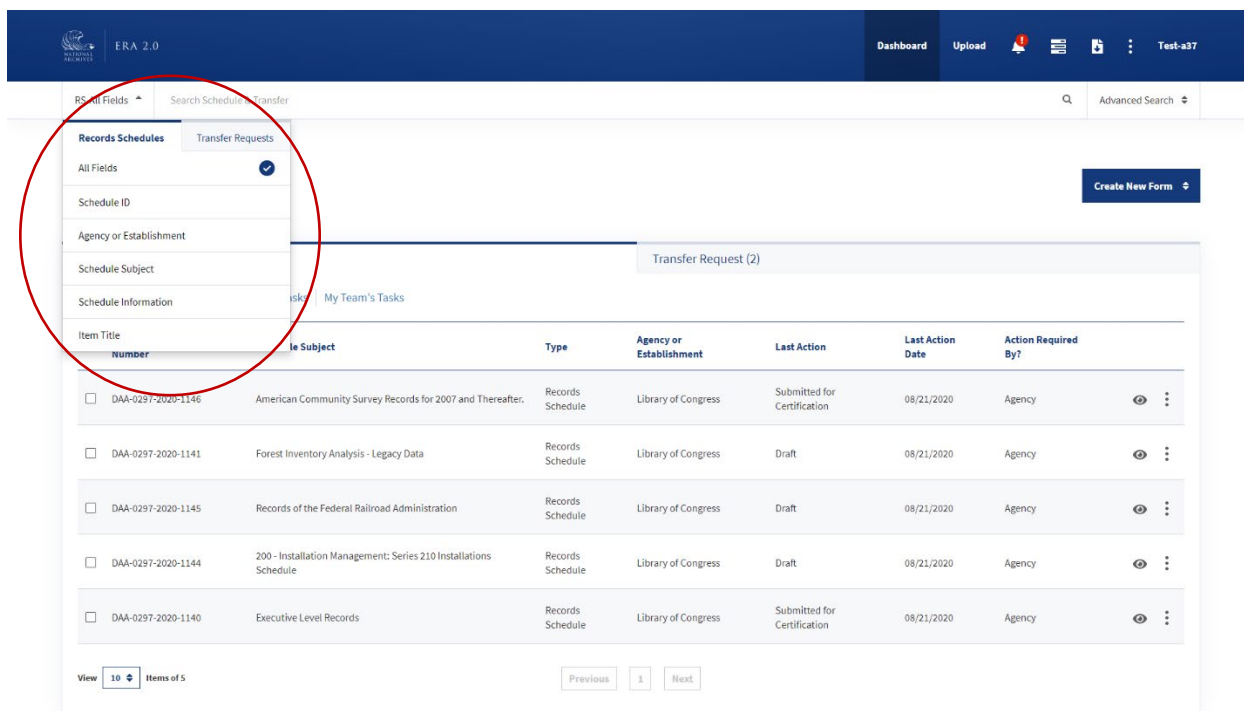 NATIONAL
ARCHIVES
ERA 2.0
Dashboard
Upload
Test-a37
RS-All Fields
Search Schedule & Transfer
Advanced Search
Records Schedules
Transfer Requests
All Fields
Schedule ID
Agency or Establishment
Schedule Subject
Schedule Information
Item Title
Create New Form
Transfer Request (2)
My Team's Tasks
Number
Subject
Type
Agency or
Establishment
Last Action
Last Action
Date
Action Required
By?
DAA-0297-2020-1146
American Community Survey Records for 2007 and Thereafter.
Records
Schedule
Library of Congress
Submitted for
Certification
08/21/2020
Agency
DAA-0297-2020-1141
Forest Inventory Analysis - Legacy Data
Records
Schedule
Library of Congress
Draft
08/21/2020
Agency
DAA-0297-2020-1145
Records of the Federal Railroad Administration
Records
Schedule
Library of Congress
Draft
08/21/2020
Agency
DAA-0297-2020-1144
200 - Installation Management: Series 210 Installations
Schedule
Records
Schedule
Library of Congress
Draft
08/21/2020
Agency
DAA-0297-2020-1140
Executive Level Records
Records
Schedule
Library of Congress
Submitted for
Certification
08/21/2020
Agency
View 10 Items of 5
Previous 1 Next